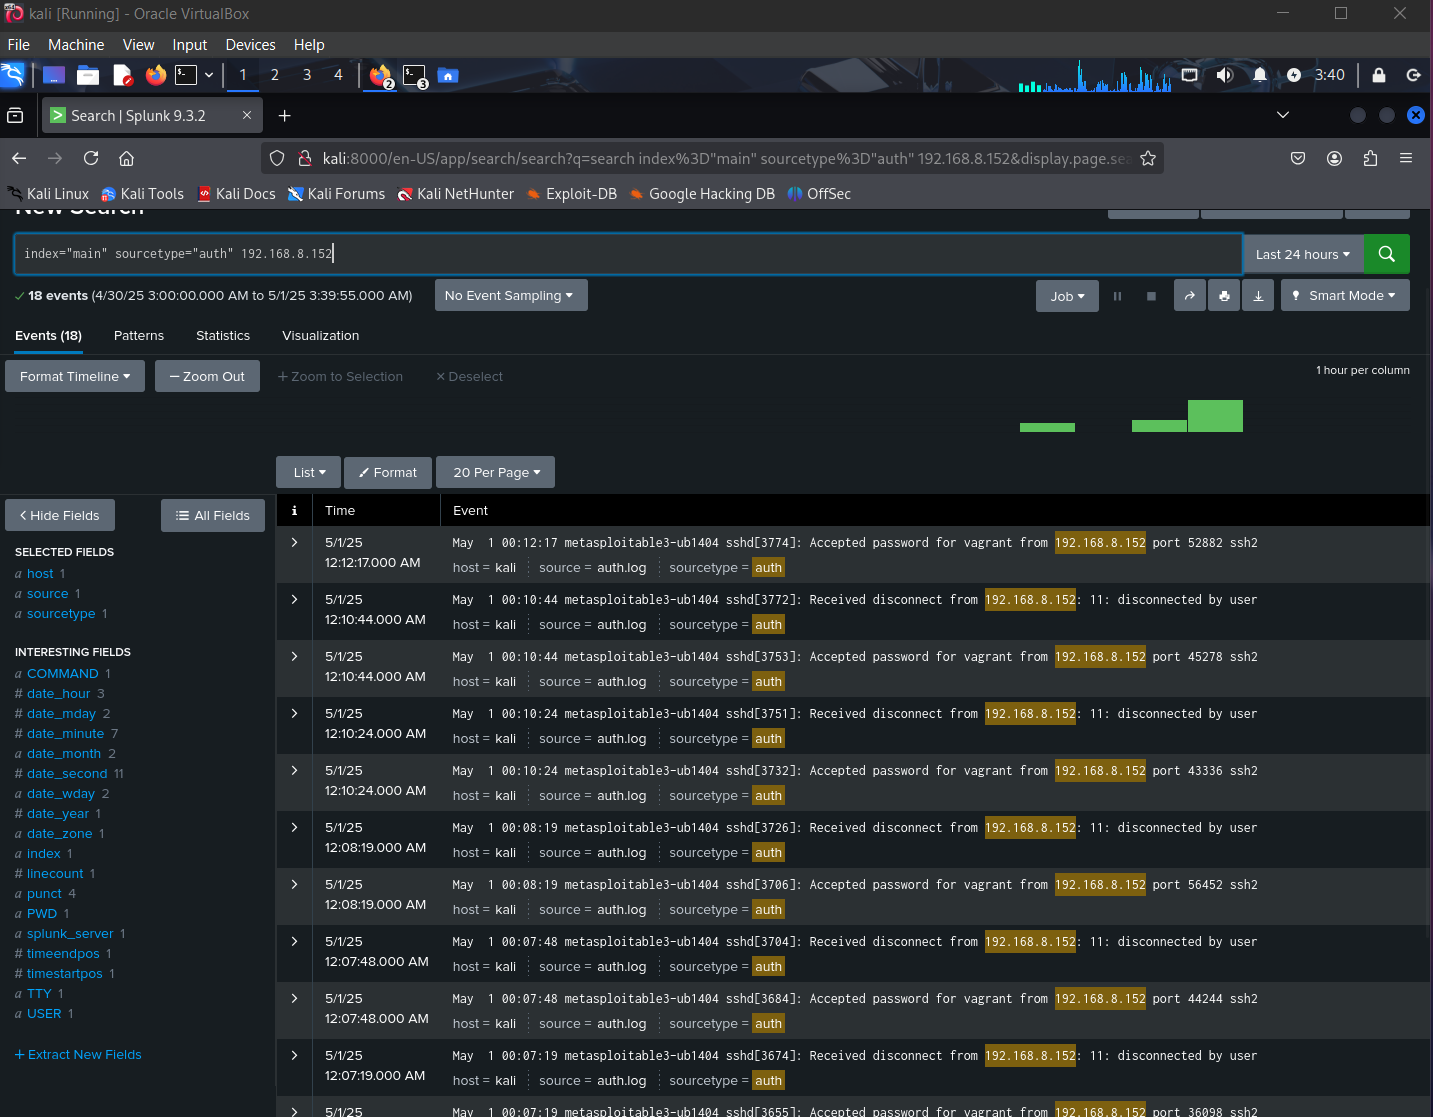 kali [Running] - Oracle VirtualBox
File Machine View Input Devices Help
1 2 3 4 2 3 3:40
Search | Splunk 9.3.2
kali:8000/en-US/app/search/search?q=search index%3D"main" sourcetype%3D"auth" 192.168.8.152&display.page.sea
Kali Linux Kali Tools Kali Docs Kali Forums Kali NetHunter Exploit-DB Google Hacking DB OffSec
New Search
index="main" sourcetype="auth" 192.168.8.152 Last 24 hours
18 events (4/30/25 3:00:00.000 AM to 5/1/25 3:39:55.000 AM) No Event Sampling Job Smart Mode
Events (18) Patterns Statistics Visualization
Format Timeline — Zoom Out + Zoom to Selection × Deselect 1 hour per column
List Format 20 Per Page
< Hide Fields All Fields
SELECTED FIELDS
a host 1
a source 1
a sourcetype 1
INTERESTING FIELDS
a COMMAND 1
# date_hour 3
# date_mday 2
# date_minute 7
a date_month 2
# date_second 11
a date_wday 2
# date_year 1
a date_zone 1
a index 1
# linecount 1
a punct 4
a PWD 1
a splunk_server 1
# timeendpos 1
# timestartpos 1
a TTY 1
a USER 1
+ Extract New Fields
i Time Event
5/1/25 May 1 00:12:17 metasploitable3-ub1404 sshd[3774]: Accepted password for vagrant from 192.168.8.152 port 52882 ssh2
12:12:17.000 AM host = kali source = auth.log sourcetype = auth
5/1/25 May 1 00:10:44 metasploitable3-ub1404 sshd[3772]: Received disconnect from 192.168.8.152: 11: disconnected by user
12:10:44.000 AM host = kali source = auth.log sourcetype = auth
5/1/25 May 1 00:10:44 metasploitable3-ub1404 sshd[3753]: Accepted password for vagrant from 192.168.8.152 port 45278 ssh2
12:10:44.000 AM host = kali source = auth.log sourcetype = auth
5/1/25 May 1 00:10:24 metasploitable3-ub1404 sshd[3751]: Received disconnect from 192.168.8.152: 11: disconnected by user
12:10:24.000 AM host = kali source = auth.log sourcetype = auth
5/1/25 May 1 00:10:24 metasploitable3-ub1404 sshd[3732]: Accepted password for vagrant from 192.168.8.152 port 43336 ssh2
12:10:24.000 AM host = kali source = auth.log sourcetype = auth
5/1/25 May 1 00:08:19 metasploitable3-ub1404 sshd[3726]: Received disconnect from 192.168.8.152: 11: disconnected by user
12:08:19.000 AM host = kali source = auth.log sourcetype = auth
5/1/25 May 1 00:08:19 metasploitable3-ub1404 sshd[3706]: Accepted password for vagrant from 192.168.8.152 port 56452 ssh2
12:08:19.000 AM host = kali source = auth.log sourcetype = auth
5/1/25 May 1 00:07:48 metasploitable3-ub1404 sshd[3704]: Received disconnect from 192.168.8.152: 11: disconnected by user
12:07:48.000 AM host = kali source = auth.log sourcetype = auth
5/1/25 May 1 00:07:48 metasploitable3-ub1404 sshd[3684]: Accepted password for vagrant from 192.168.8.152 port 44244 ssh2
12:07:48.000 AM host = kali source = auth.log sourcetype = auth
5/1/25 May 1 00:07:19 metasploitable3-ub1404 sshd[3674]: Received disconnect from 192.168.8.152: 11: disconnected by user
12:07:19.000 AM host = kali source = auth.log sourcetype = auth
5/1/25 May 1 00:07:19 metasploitable3-ub1404 sshd[3655]: Accepted password for vagrant from 192.168.8.152 port 36098 ssh2